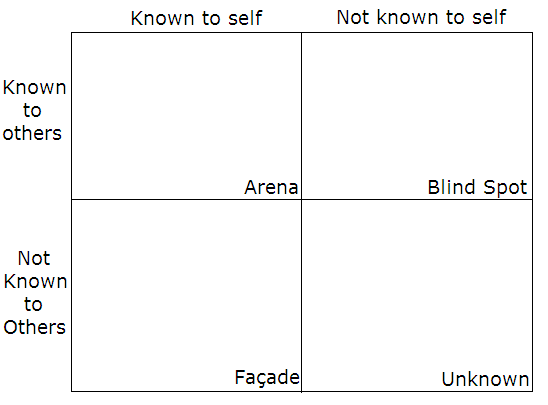 Known to self
Not known to self
Known
to
others
Arena
Blind Spot
Not
Known
to
Others
Façade
Unknown